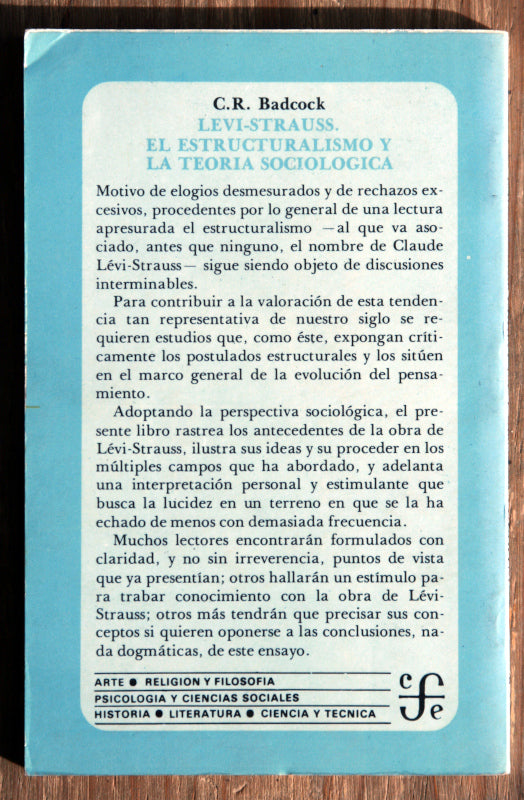 C.R. Badcock
LEVI-STRAUSS.
EL ESTRUCTURALISMO Y
LA TEORIA SOCIOLOGICA
Motivo de elogios desmesurados y de rechazos ex-
cesivos, procedentes por lo general de una lectura
apresurada el estructuralismo —al que va aso-
ciado, antes que ninguno, el nombre de Claude
Lévi-Strauss— sigue siendo objeto de discusiones
interminables.
Para contribuir a la valoración de esta tenden-
cia tan representativa de nuestro siglo se re-
quieren estudios que, como éste, expongan críti-
camente los postulados estructurales y los sitúen
en el marco general de la evolución del pensa-
miento.
Adoptando la perspectiva sociológica, el pre-
sente libro rastrea los antecedentes de la obra de
Lévi-Strauss, ilustra sus ideas y su proceder en los
múltiples campos que ha abordado, y adelanta
una interpretación personal y estimulante que
busca la lucidez en un terreno en que se la ha
echado de menos con demasiada frecuencia.
Muchos lectores encontrarán formulados con
claridad, y no sin irreverencia, puntos de vista
que ya presentían; otros hallarán un estímulo pa-
ra trabar conocimiento con la obra de Lévi-
Strauss; otros más tendrán que precisar sus con-
ceptos si quieren oponerse a las conclusiones, na-
da dogmáticas, de este ensayo.
ARTE ● RELIGION Y FILOSOFIA
PSICOLOGIA Y CIENCIAS SOCIALES
HISTORIA ● LITERATURA ● CIENCIA Y TECNICA
cfe